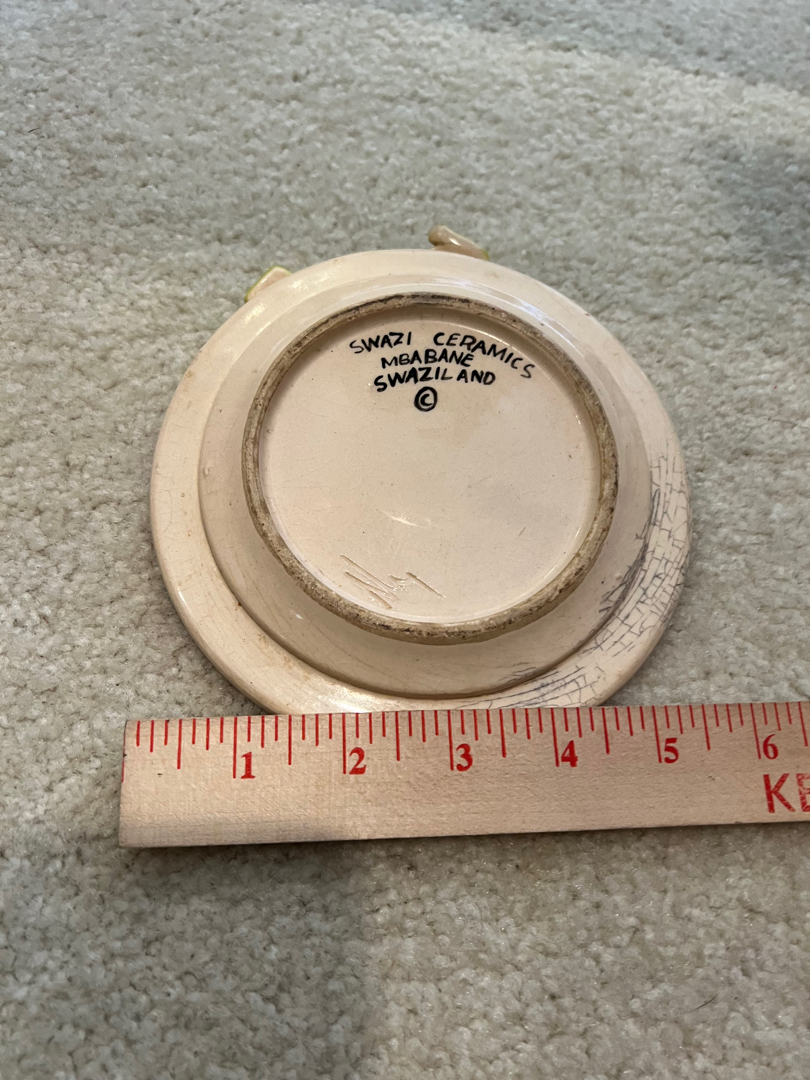 SWAZI CERAMICS
MBABANE
SWAZILAND
©
1 2 3 4 5 6